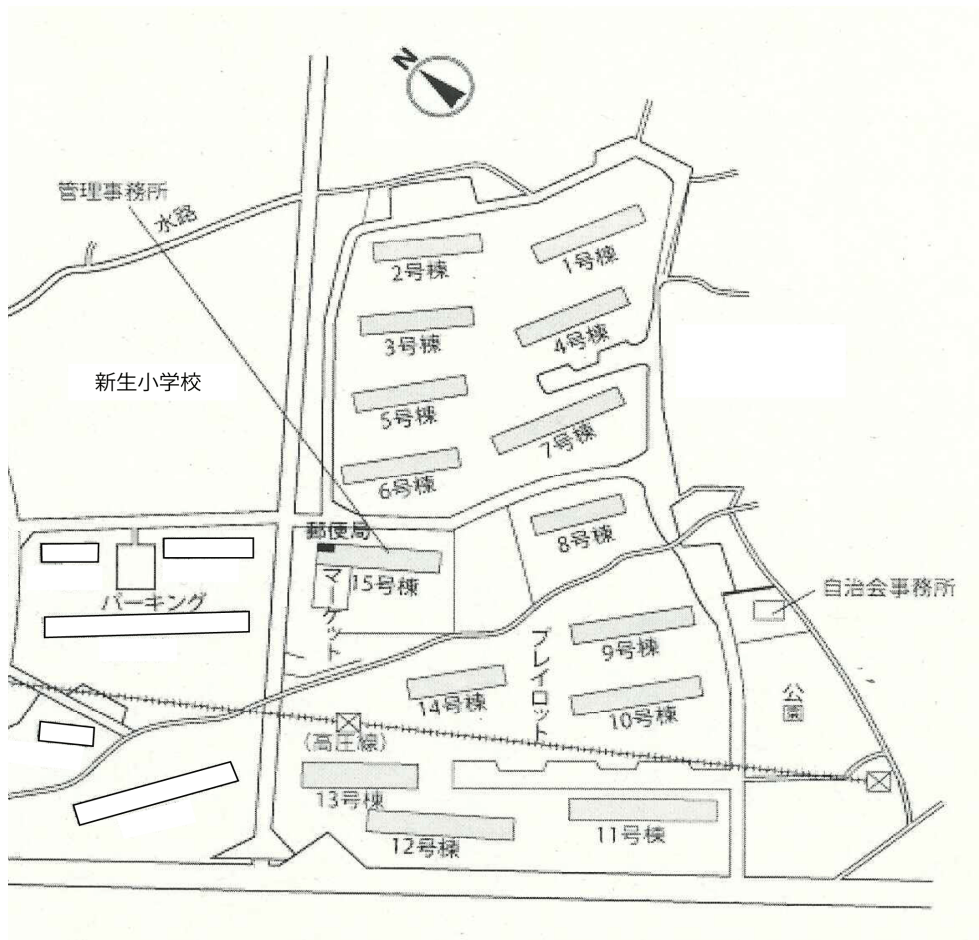 N
管理事務所
水路
2号棟
1号棟
3号棟
4号棟
新生小学校
5号棟
7号棟
6号棟
郵便局
8号棟
15号棟
マーケット
パーキング
自治会事務所
プレイロット
9号棟
14号棟
10号棟
公園
(高圧線)
13号棟
12号棟
11号棟